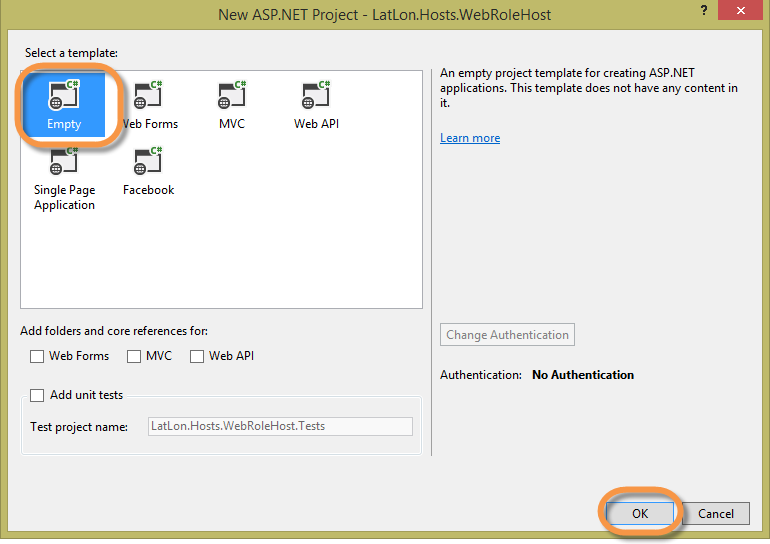 New ASP.NET Project - LatLon.Hosts.WebRoleHost
?
Select a template:
C#
C#
C#
C#
Empty
Web Forms
MVC
Web API
C#
C#
Single Page
Application
Facebook
An empty project template for creating ASP.NET
applications. This template does not have any content in
it.
Learn more
Add folders and core references for:
Web Forms
MVC
Web API
Add unit tests
Test project name:
LatLon.Hosts.WebRoleHost.Tests
Change Authentication
Authentication: No Authentication
OK
Cancel